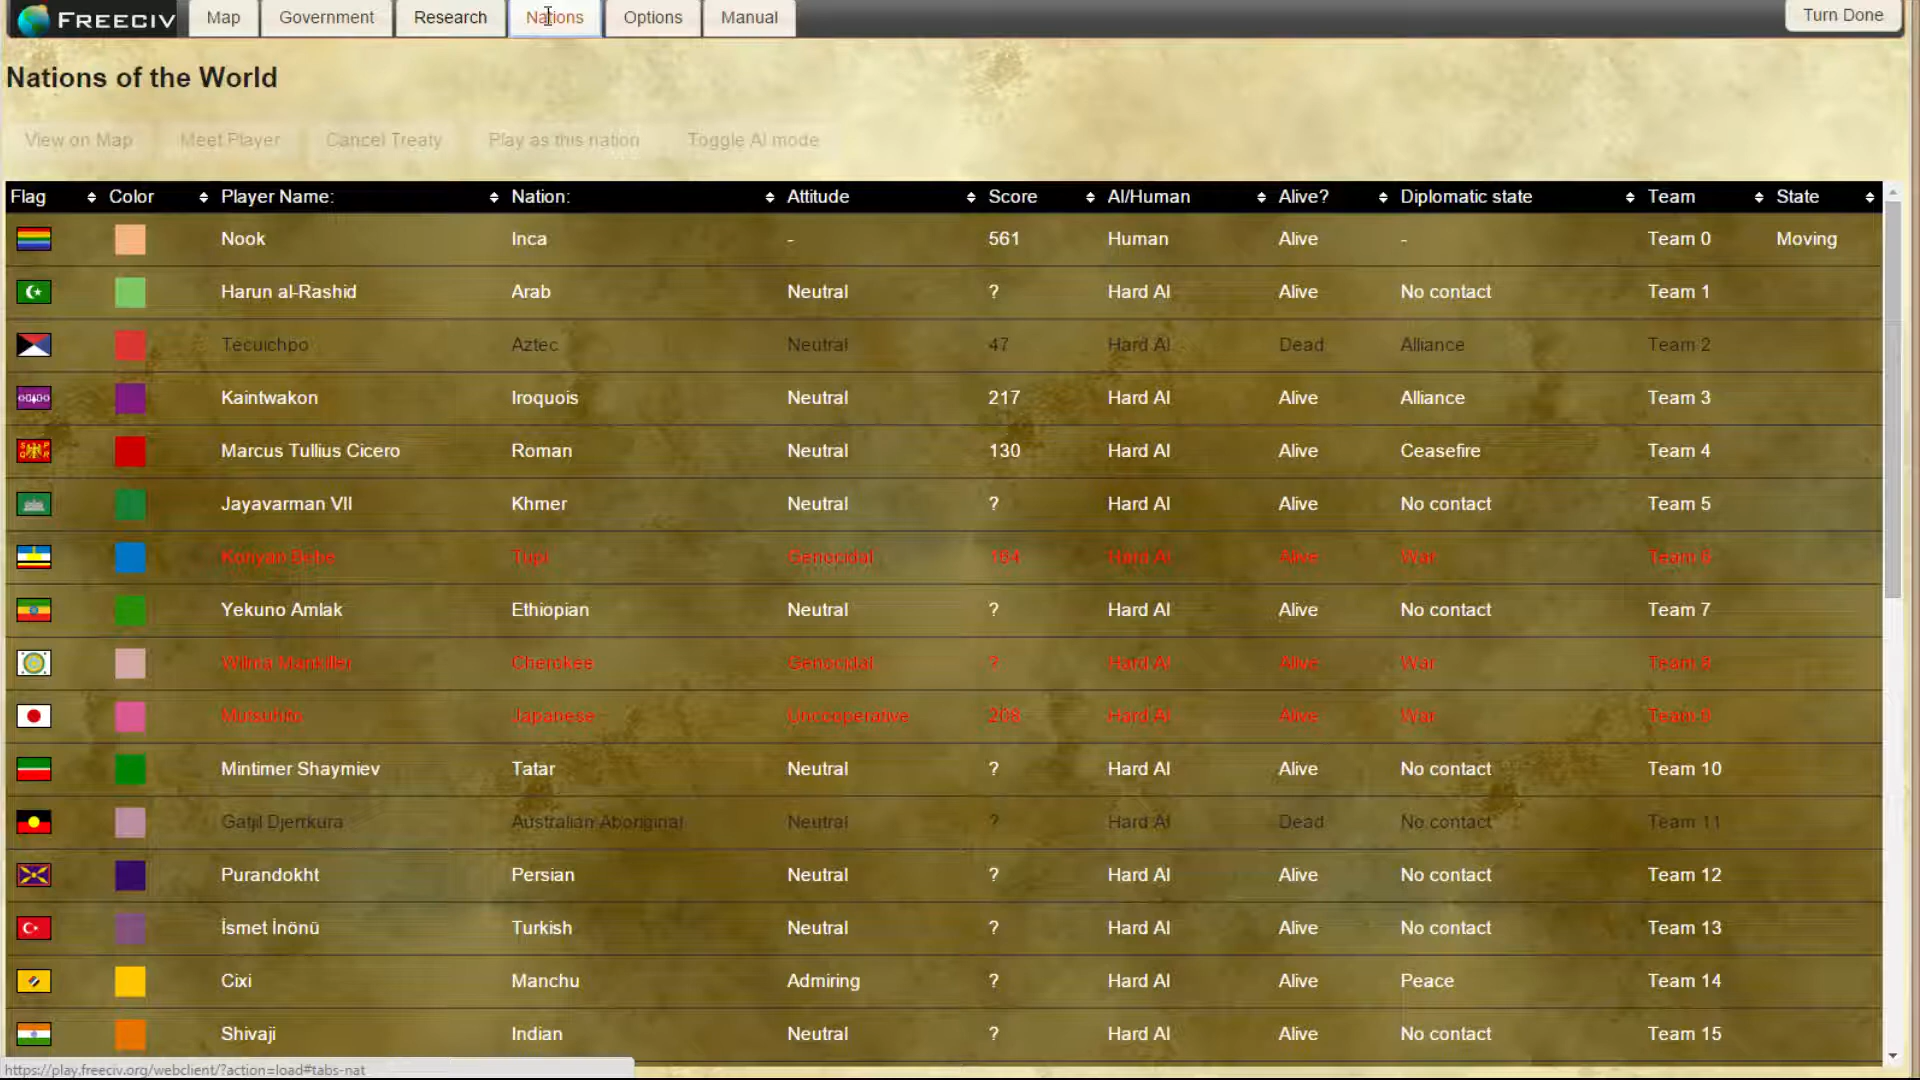 FREECIV Map Government Research Nations Options Manual Turn Done
Nations of the World
View on Map Meet Player Cancel Treaty Play as this nation Toggle AI mode
Flag Color Player Name: Nation: Attitude Score AI/Human Alive? Diplomatic state Team State
Nook Inca - 561 Human Alive - Team 0 Moving
Harun al-Rashid Arab Neutral ? Hard AI Alive No contact Team 1
Tecuichpo Aztec Neutral 47 Hard AI Dead Alliance Team 2
Kaintwakon Iroquois Neutral 217 Hard AI Alive Alliance Team 3
Marcus Tullius Cicero Roman Neutral 130 Hard AI Alive Ceasefire Team 4
Jayavarman VII Khmer Neutral ? Hard AI Alive No contact Team 5
Konyan Bebe Tupi Genocidal 184 Hard AI Alive War Team 6
Yekuno Amlak Ethiopian Neutral ? Hard AI Alive No contact Team 7
Wilma Mankiller Cherokee Genocidal ? Hard AI Alive War Team 8
Mutsuhito Japanese Uncooperative 208 Hard AI Alive War Team 9
Mintimer Shaymiev Tatar Neutral ? Hard AI Alive No contact Team 10
Gatjil Djerrkura Australian Aboriginal Neutral ? Hard AI Dead No contact Team 11
Purandokht Persian Neutral ? Hard AI Alive No contact Team 12
İsmet İnönü Turkish Neutral ? Hard AI Alive No contact Team 13
Cixi Manchu Admiring ? Hard AI Alive Peace Team 14
Shivaji Indian Neutral ? Hard AI Alive No contact Team 15
https://play.freeciv.org/webclient/?action=load#tabs-nat